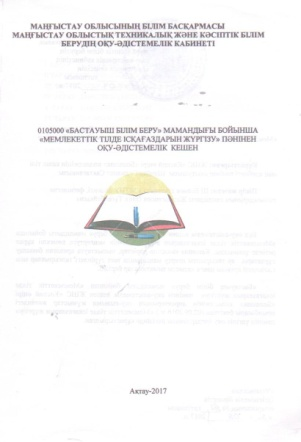 МАҢҒЫСТАУ ОБЛЫСЫНЫҢ БІЛІМ БАСҚАРМАСЫ
МАҢҒЫСТАУ ОБЛЫСТЫҚ ТЕХНИКАЛЫҚ ЖӘНЕ КӘСІПТІК БІЛІМ
БЕРУДІҢ ОҚУ-ӘДІСТЕМЕЛІК КАБИНЕТІ
0105000 «БАСТАУЫШ БІЛІМ БЕРУ» МАМАНДЫҒЫ БОЙЫНША
«МЕМЛЕКЕТТІК ТІЛДЕ ІСҚАҒАЗДАРЫН ЖҮРГІЗУ» ПӘНІНЕН
ОҚУ-ӘДІСТЕМЕЛІК КЕШЕН
Ақтау-2017